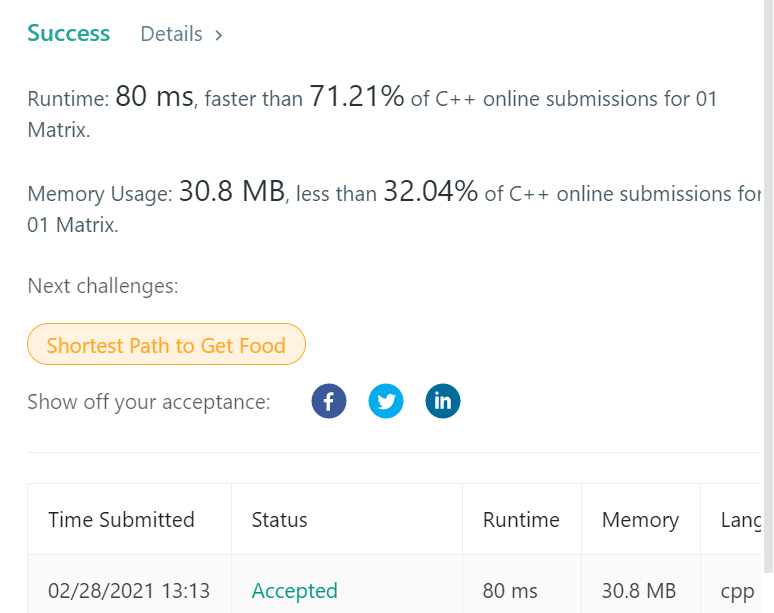 Success Details >
Runtime: 80 ms, faster than 71.21% of C++ online submissions for 01
Matrix.
Memory Usage: 30.8 MB, less than 32.04% of C++ online submissions for
01 Matrix.
Next challenges:
Shortest Path to Get Food
Show off your acceptance: f in
Time Submitted Status Runtime Memory Lang
02/28/2021 13:13 Accepted 80 ms 30.8 MB cpp